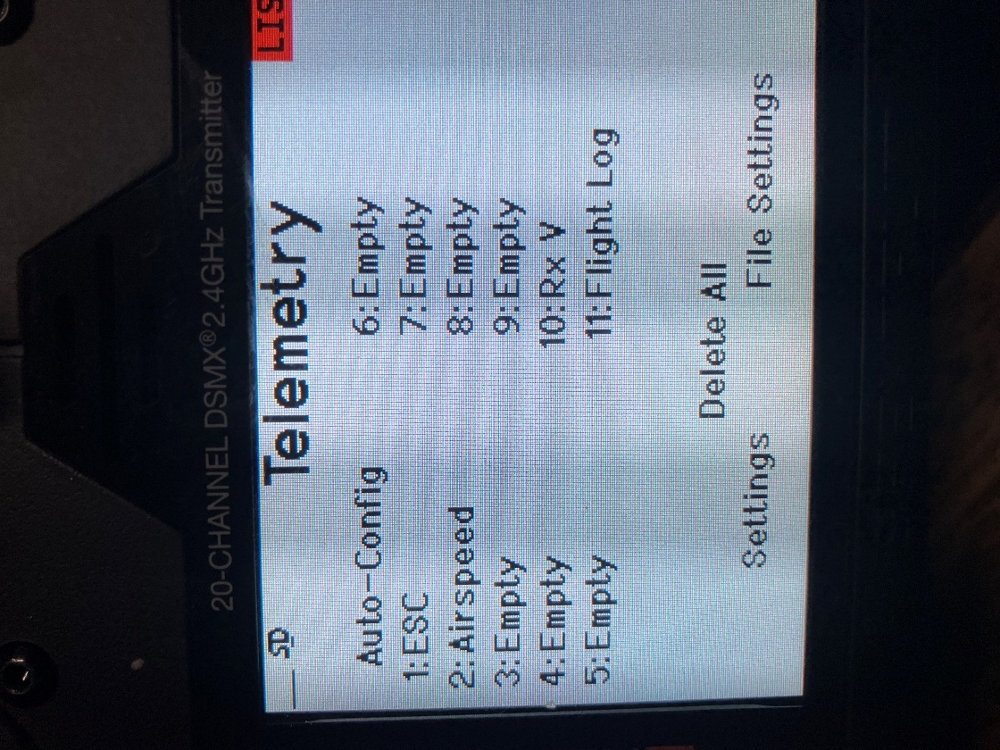 20-CHANNEL DSMX® 2.4GHz Transmitter
Telemetry
LIS
Auto-Config
1:ESC
2:Airspeed
3:Empty
4:Empty
5:Empty
6:Empty
7:Empty
8:Empty
9:Empty
10:Rx V
11:Flight Log
Delete All
Settings
File Settings